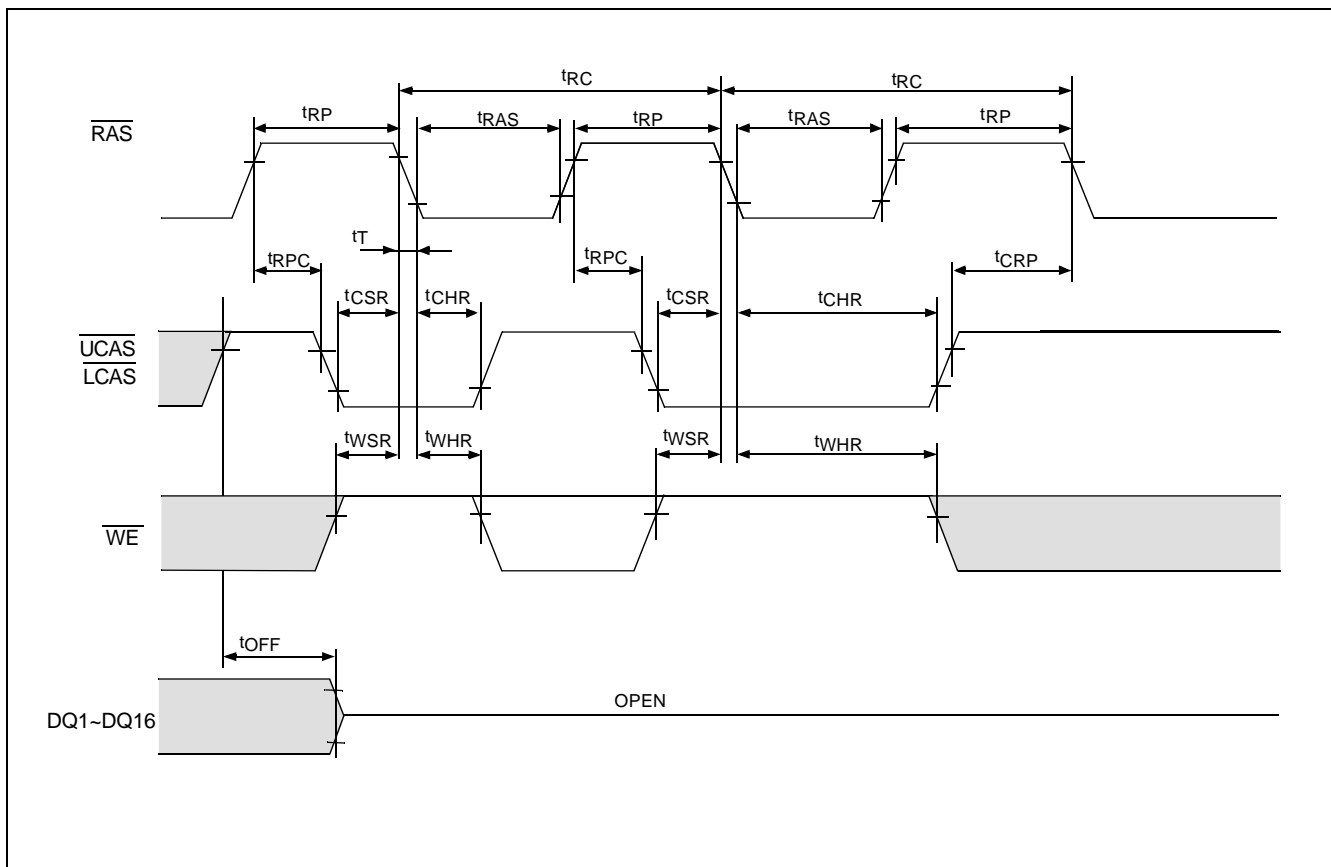 tRC tRC
RAS tRP tRAS tRP tRAS tRP
tT
tRPC tRPC tCRP
tCSR tCHR tCSR tCHR
UCAS
LCAS
tWSR tWHR tWSR tWHR
WE
tOFF
DQ1~DQ16 OPEN